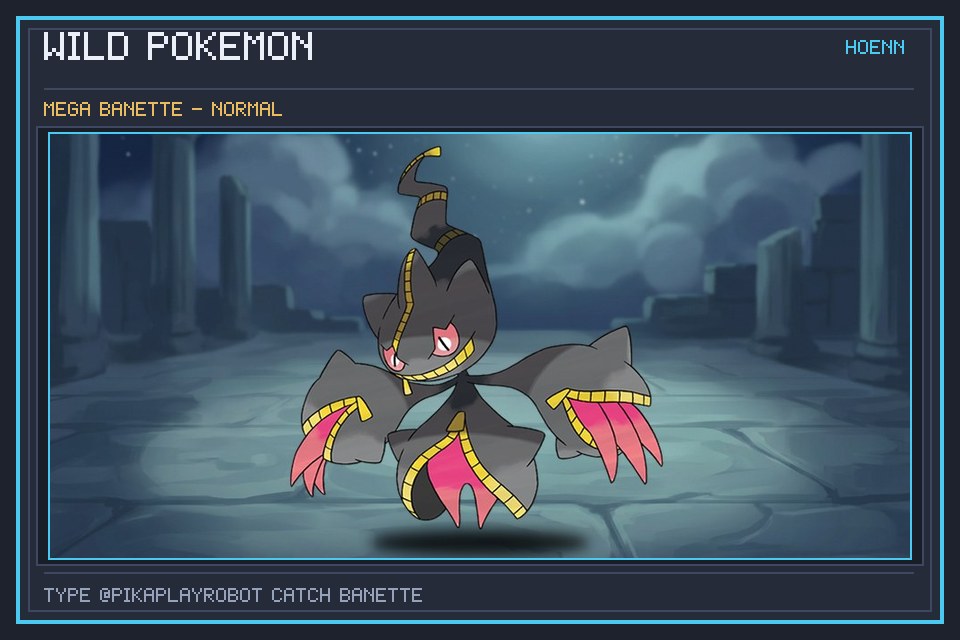 WILD POKEMON
HOENN
MEGA BANETTE – NORMAL
TYPE @PIKAPLAYROBOT CATCH BANETTE